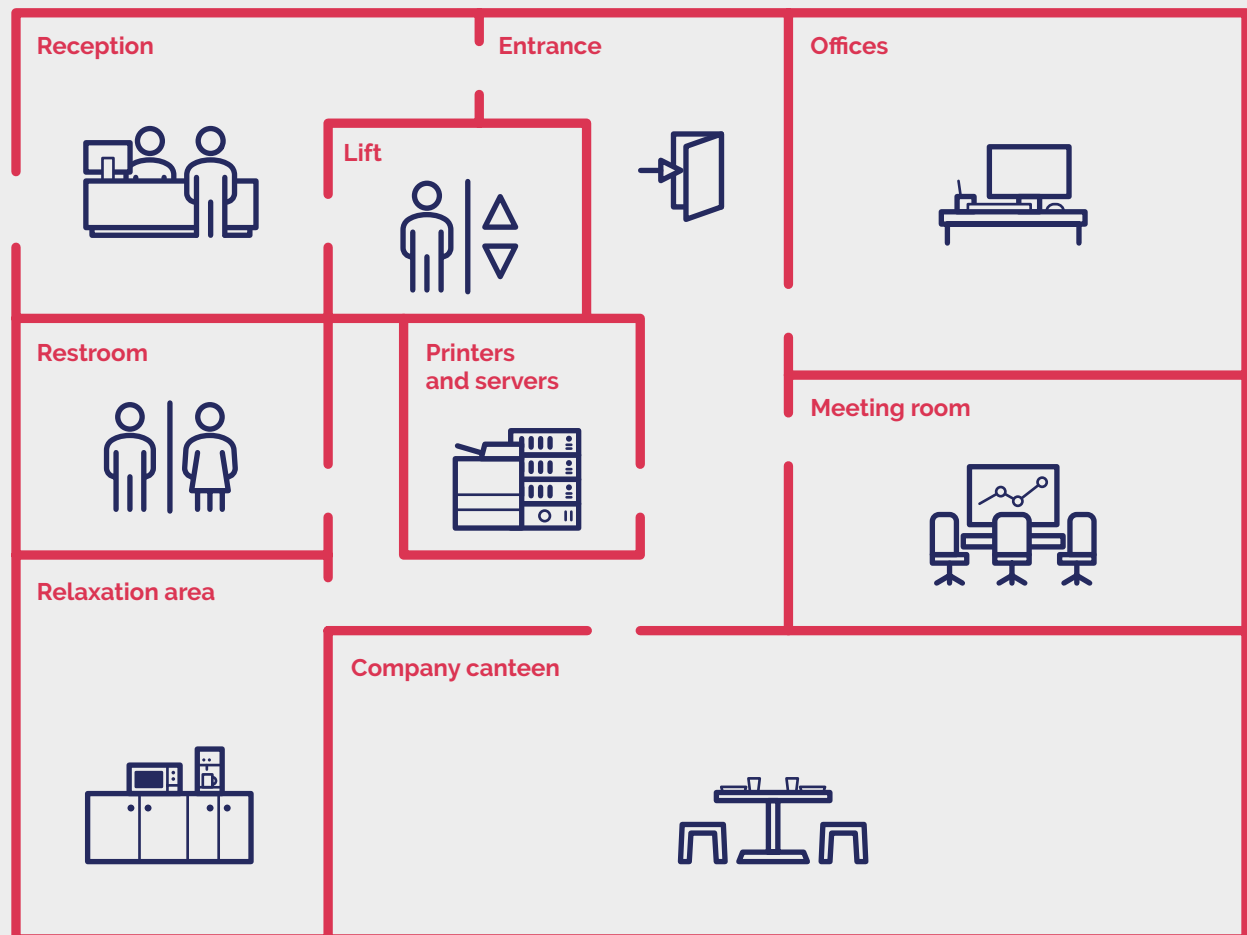 Reception
Entrance
Offices
Lift
Restroom
Printers
and servers
Meeting room
Relaxation area
Company canteen